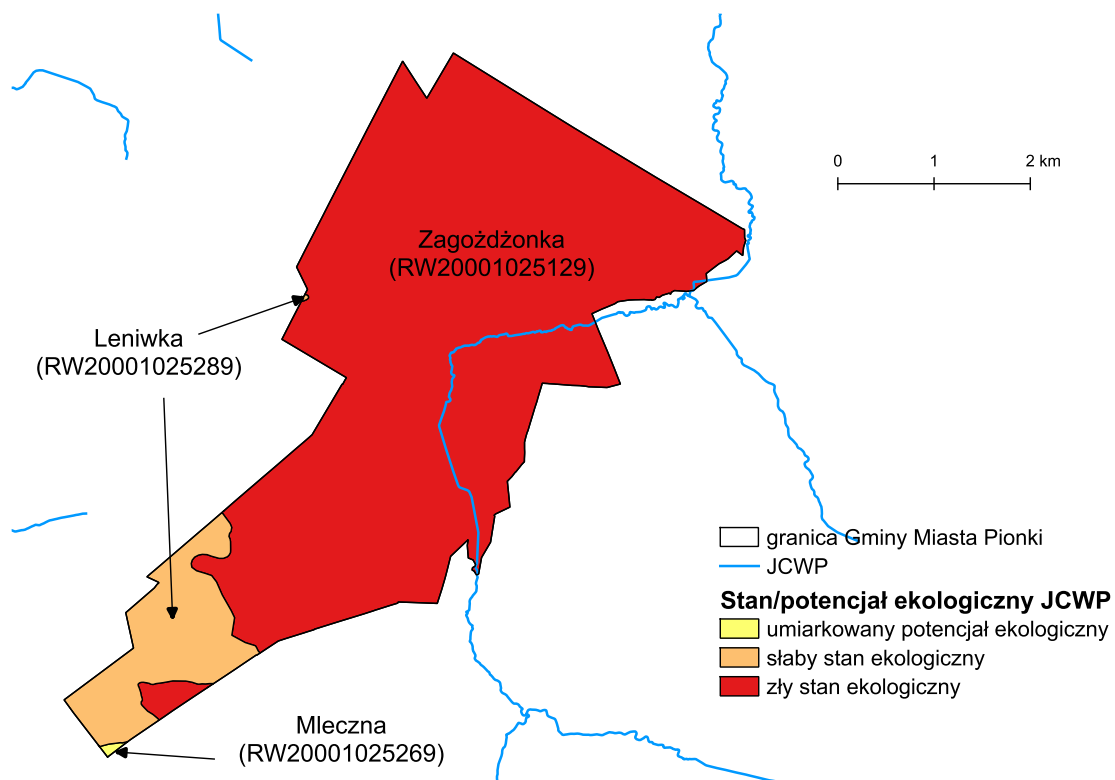 0 1 2 km
Zagożdżonka
(RW20001025129)
Leniwka
(RW20001025289)
granica Gminy Miasta Pionki
JCWP
Stan/potencjał ekologiczny JCWP
umiarkowany potencjał ekologiczny
słaby stan ekologiczny
zły stan ekologiczny
Mleczna
(RW20001025269)